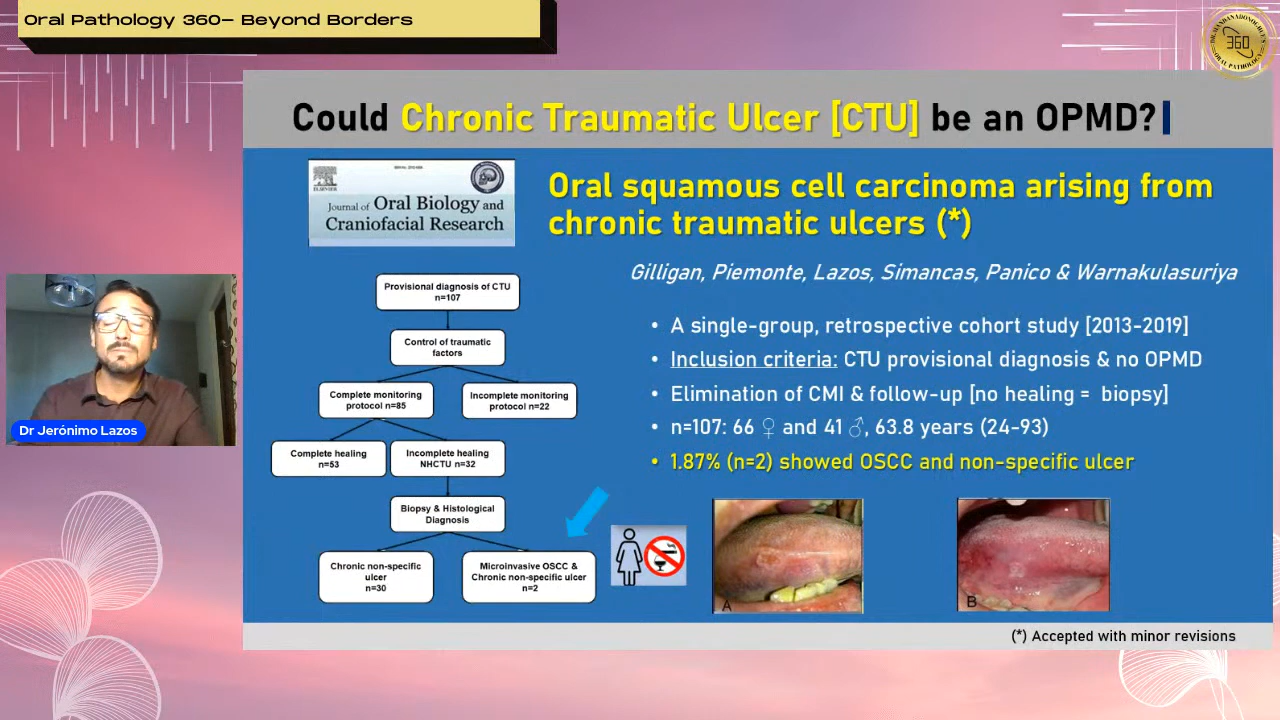 Oral Pathology 360– Beyond Borders
360
Could Chronic Traumatic Ulcer [CTU] be an OPMD?
ELSEVIER
Journal of Oral Biology and
Craniofacial Research
Oral squamous cell carcinoma arising from
chronic traumatic ulcers (*)
Gilligan, Piemonte, Lazos, Simancas, Panico & Warnakulasuriya
Provisional diagnosis of CTU
n=107
Control of traumatic
factors
Complete monitoring
protocol n=85
Incomplete monitoring
protocol n=22
Complete healing
n=53
Incomplete healing
NHCTU n=32
Biopsy & Histological
Diagnosis
Chronic non-specific
ulcer
n=30
Microinvasive OSCC &
Chronic non-specific ulcer
n=2
• A single-group, retrospective cohort study [2013-2019]
• Inclusion criteria: CTU provisional diagnosis & no OPMD
• Elimination of CMI & follow-up [no healing = biopsy]
• n=107: 66 ♀ and 41 ♂, 63.8 years (24-93)
• 1.87% (n=2) showed OSCC and non-specific ulcer
A
B
Dr Jerónimo Lazos
(*) Accepted with minor revisions